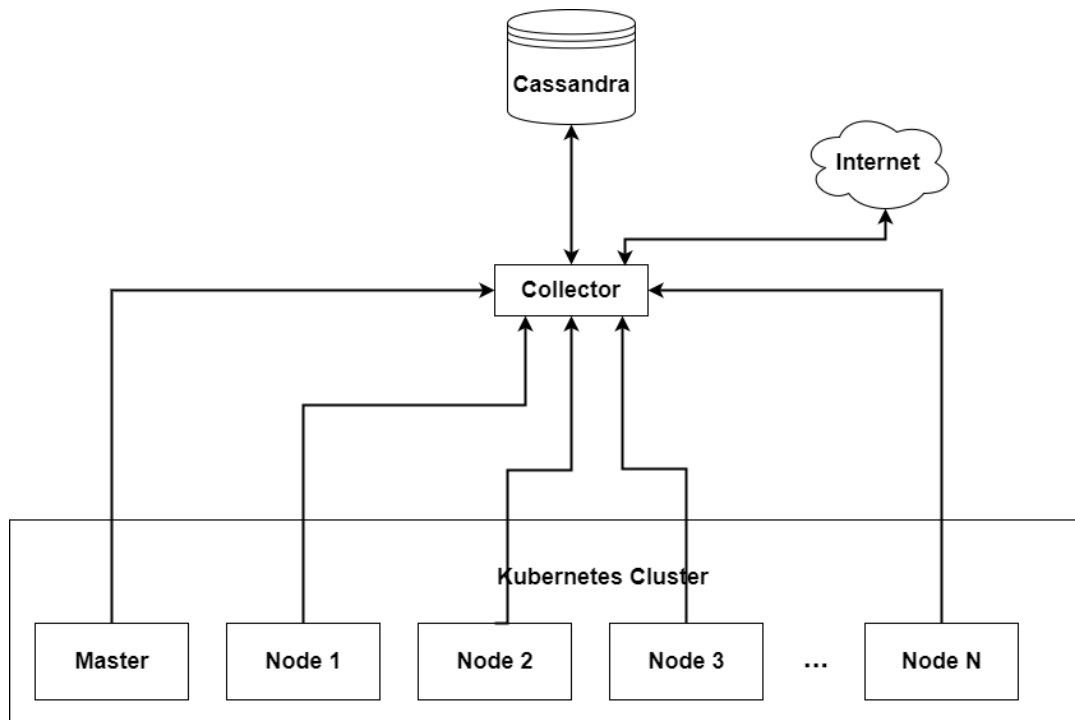 Cassandra
Internet
Collector
Kubernetes Cluster
Master
Node 1
Node 2
Node 3
...
Node N